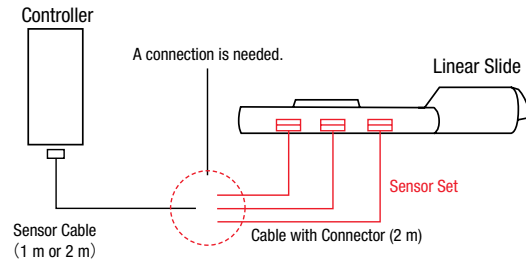 Controller
A connection is needed.
Linear Slide
Sensor Set
Sensor Cable
（1 m or 2 m）
Cable with Connector (2 m)